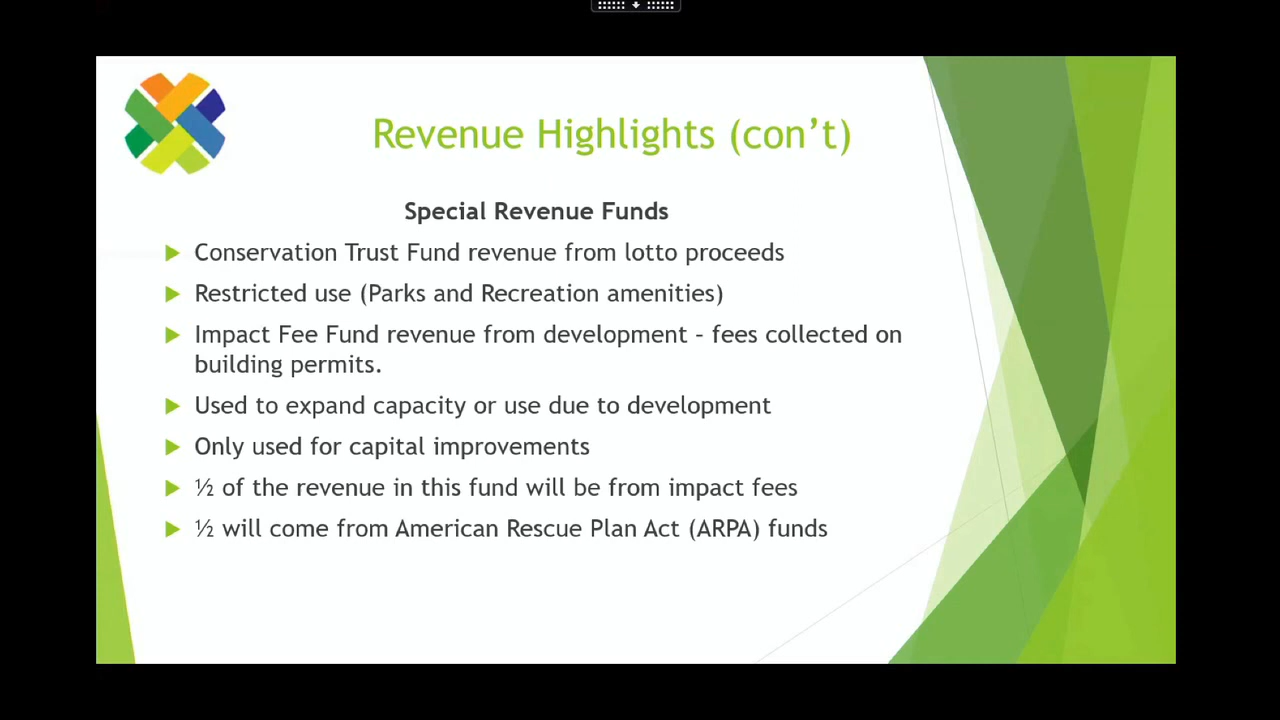 Revenue Highlights (con’t)
Special Revenue Funds
Conservation Trust Fund revenue from lotto proceeds
Restricted use (Parks and Recreation amenities)
Impact Fee Fund revenue from development – fees collected on
building permits.
Used to expand capacity or use due to development
Only used for capital improvements
½ of the revenue in this fund will be from impact fees
½ will come from American Rescue Plan Act (ARPA) funds